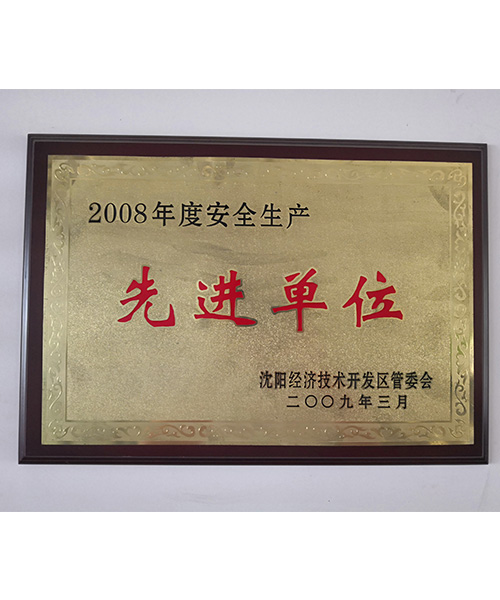 2008年度安全生产
先进单位
沈阳经济技术开发区管委会
二〇〇九年三月